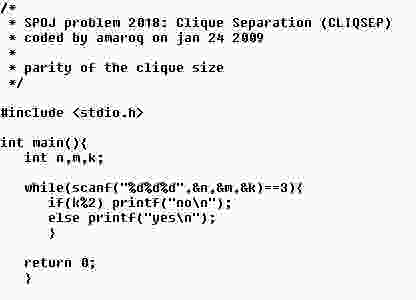 /*
* SPOJ problem 2018: Clique Separation (CLIQSEP)
* coded by amaroq on jan 24 2009
*
* parity of the clique size
*/
#include <stdio.h>
int main(){
int n,m,k;
while(scanf("%d%d%d",&n,&m,&k)==3){
if(k%2) printf("no\n");
else printf("yes\n");
}
return 0;
}